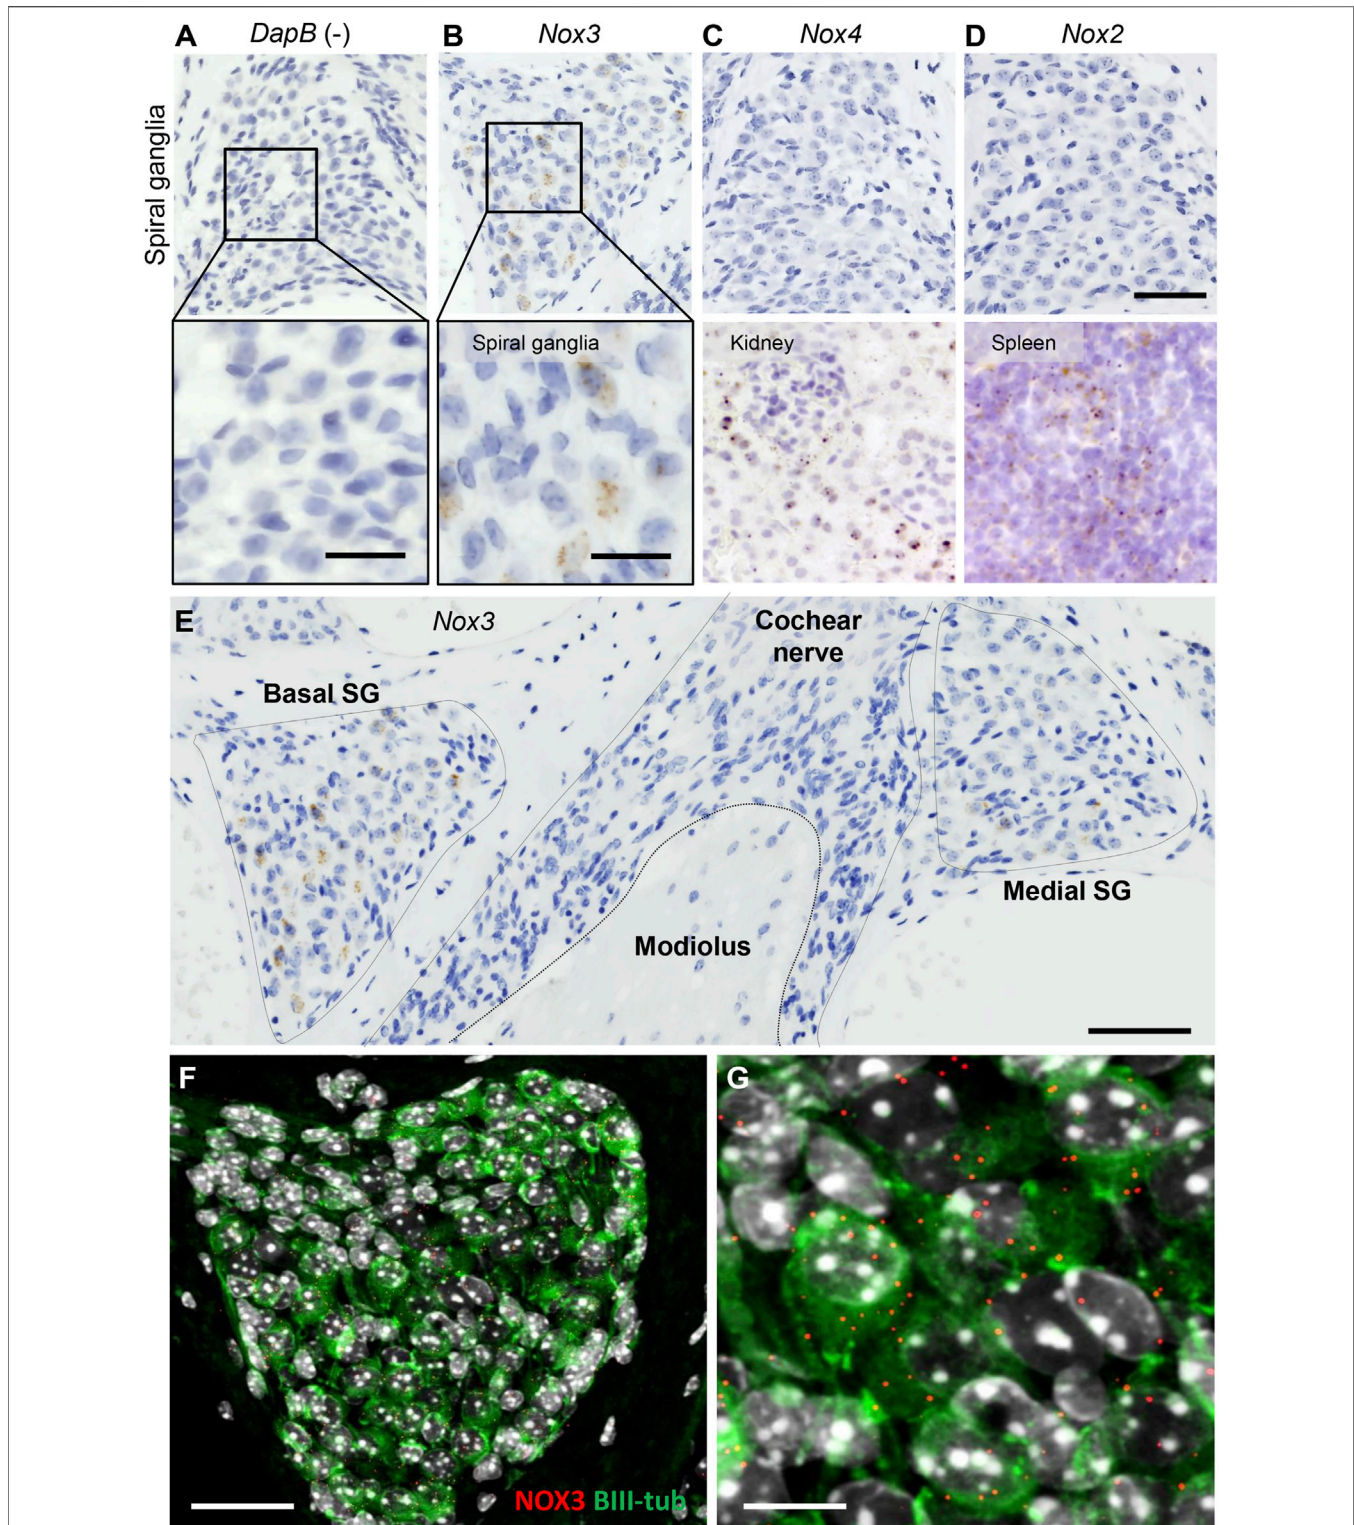 A
DapB (-)
B
Nox3
C
Nox4
D
Nox2
Spiral ganglia
Spiral ganglia
Kidney
Spleen
E
Nox3
Cochear
nerve
Basal SG
Medial SG
Modiolus
F
G
NOX3 BIII-tub